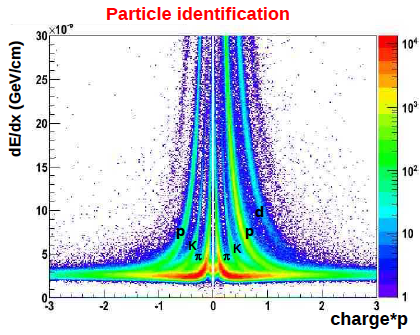 Particle identification
30 ×10⁻⁶
25
20
15
10
5
0
dE/dx (GeV/cm)
p K π π K p d
-3 -2 -1 0 1 2 3
charge*p
10⁴
10³
10²
10
1